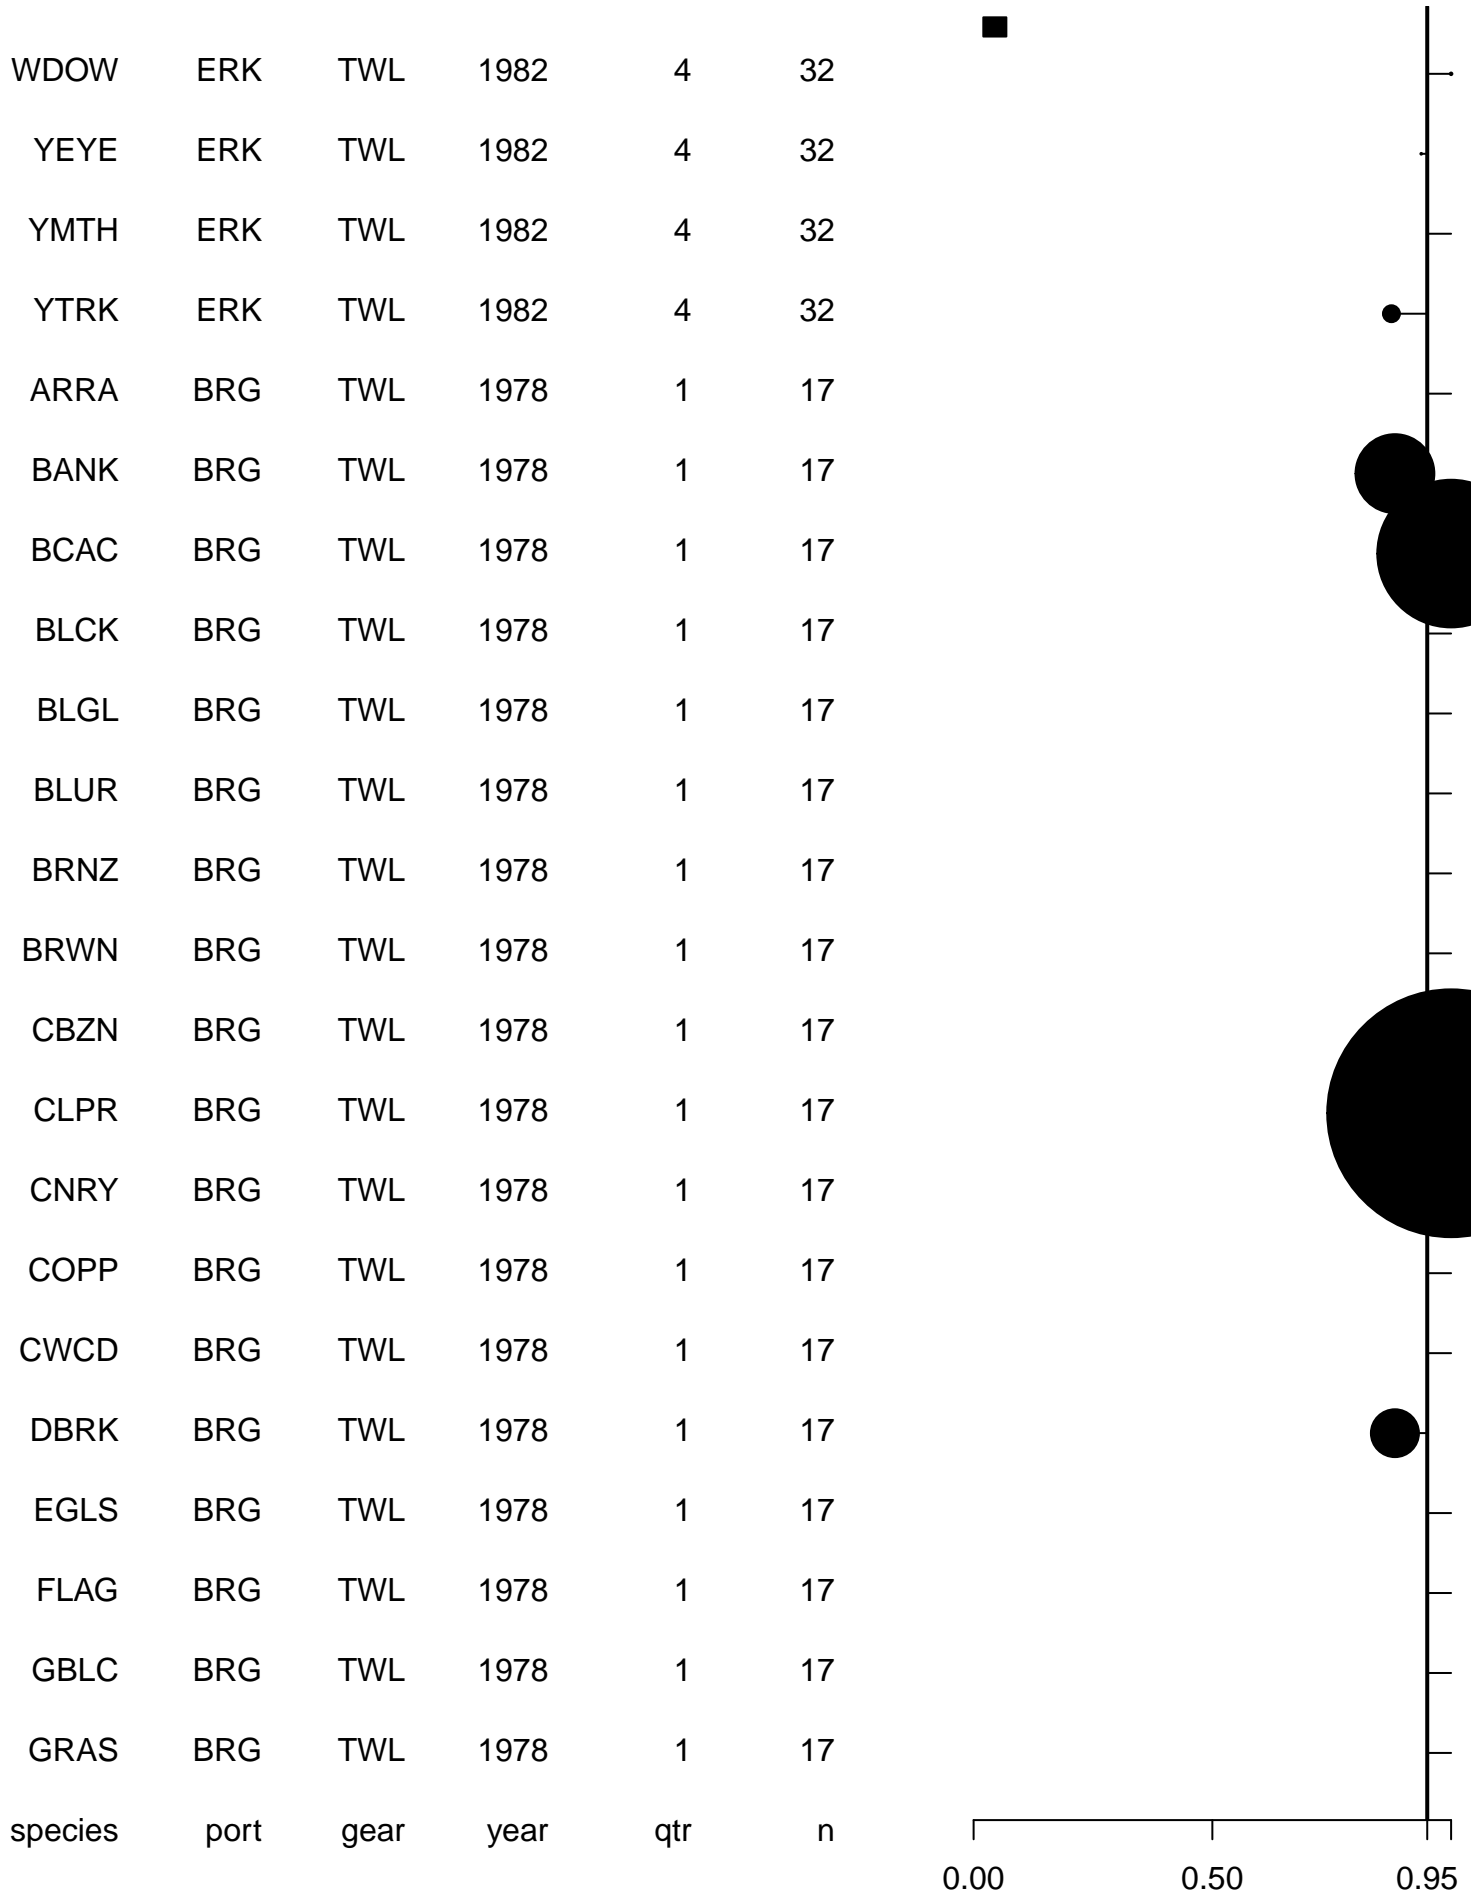 WDOW ERK TWL 1982 4 32
YEYE ERK TWL 1982 4 32
YMTH ERK TWL 1982 4 32
YTRK ERK TWL 1982 4 32
ARRA BRG TWL 1978 1 17
BANK BRG TWL 1978 1 17
BCAC BRG TWL 1978 1 17
BLCK BRG TWL 1978 1 17
BLGL BRG TWL 1978 1 17
BLUR BRG TWL 1978 1 17
BRNZ BRG TWL 1978 1 17
BRWN BRG TWL 1978 1 17
CBZN BRG TWL 1978 1 17
CLPR BRG TWL 1978 1 17
CNRY BRG TWL 1978 1 17
COPP BRG TWL 1978 1 17
CWCD BRG TWL 1978 1 17
DBRK BRG TWL 1978 1 17
EGLS BRG TWL 1978 1 17
FLAG BRG TWL 1978 1 17
GBLC BRG TWL 1978 1 17
GRAS BRG TWL 1978 1 17
species port gear year qtr n
0.00 0.50 0.95